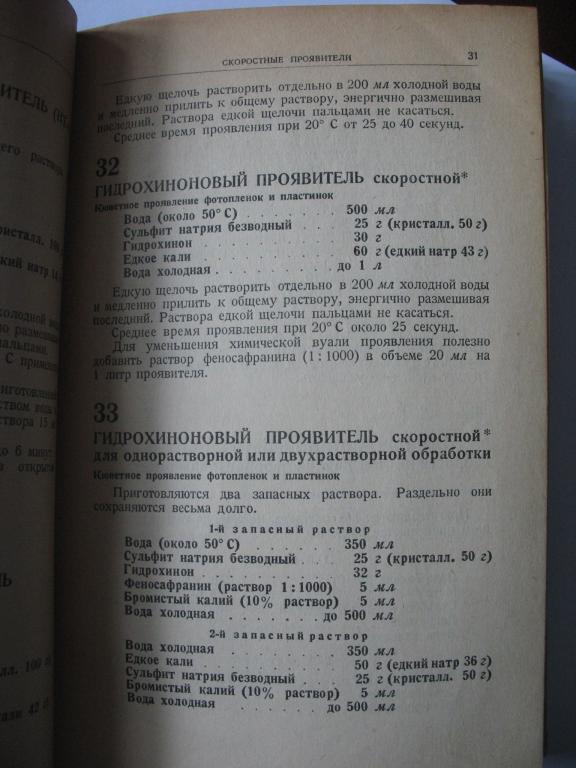 СКОРОСТНЫЕ ПРОЯВИТЕЛИ 31
Едкую щелочь растворить отдельно в 200 мл холодной воды
и медленно прилить к общему раствору, энергично размешивая
последний. Раствора едкой щелочи пальцами не касаться.
Среднее время проявления при 20° С от 25 до 40 секунд.
32
ГИДРОХИНОНОВЫЙ ПРОЯВИТЕЛЬ скоростной*
Кюветное проявление фотопленок и пластинок
Вода (около 50° С) . . . . . . . 500 мл
Сульфит натрия безводный . . . . 25 г (кристалл. 50 г)
Гидрохинон . . . . . . . . . 30 г
Едкое кали . . . . . . . . . 60 г (едкий натр 43 г)
Вода холодная . . . . . . . . до 1 л
Едкую щелочь растворить отдельно в 200 мл холодной воды
и медленно прилить к общему раствору, энергично размешивая
последний. Раствора едкой щелочи пальцами не касаться.
Среднее время проявления при 20° С около 25 секунд.
Для уменьшения химической вуали проявления полезно
добавить раствор феносафранина (1 : 1000) в объеме 20 мл на
1 литр проявителя.
33
ГИДРОХИНОНОВЫЙ ПРОЯВИТЕЛЬ скоростной*
для однорастворной или двухрастворной обработки
Кюветное проявление фотопленок и пластинок
Приготовляются два запасных раствора. Раздельно они
сохраняются весьма долго.
1-й запасный раствор
Вода (около 50° С) . . . . . . 350 мл
Сульфит натрия безводный . . . 25 г (кристалл. 50 г)
Гидрохинон . . . . . . . . . 32 г
Феносафранин (раствор 1 : 1000) 5 мл
Бромистый калий (10% раствор) . 5 мл
Вода холодная . . . . . . . до 500 мл
2-й запасный раствор
Вода холодная . . . . . . . . 350 мл
Едкое кали . . . . . . . . . 50 г (едкий натр 36 г)
Сульфит натрия безводный . . . 25 г (кристалл. 50 г)
Бромистый калий (10% раствор) . 5 мл
Вода холодная . . . . . . до 500 мл